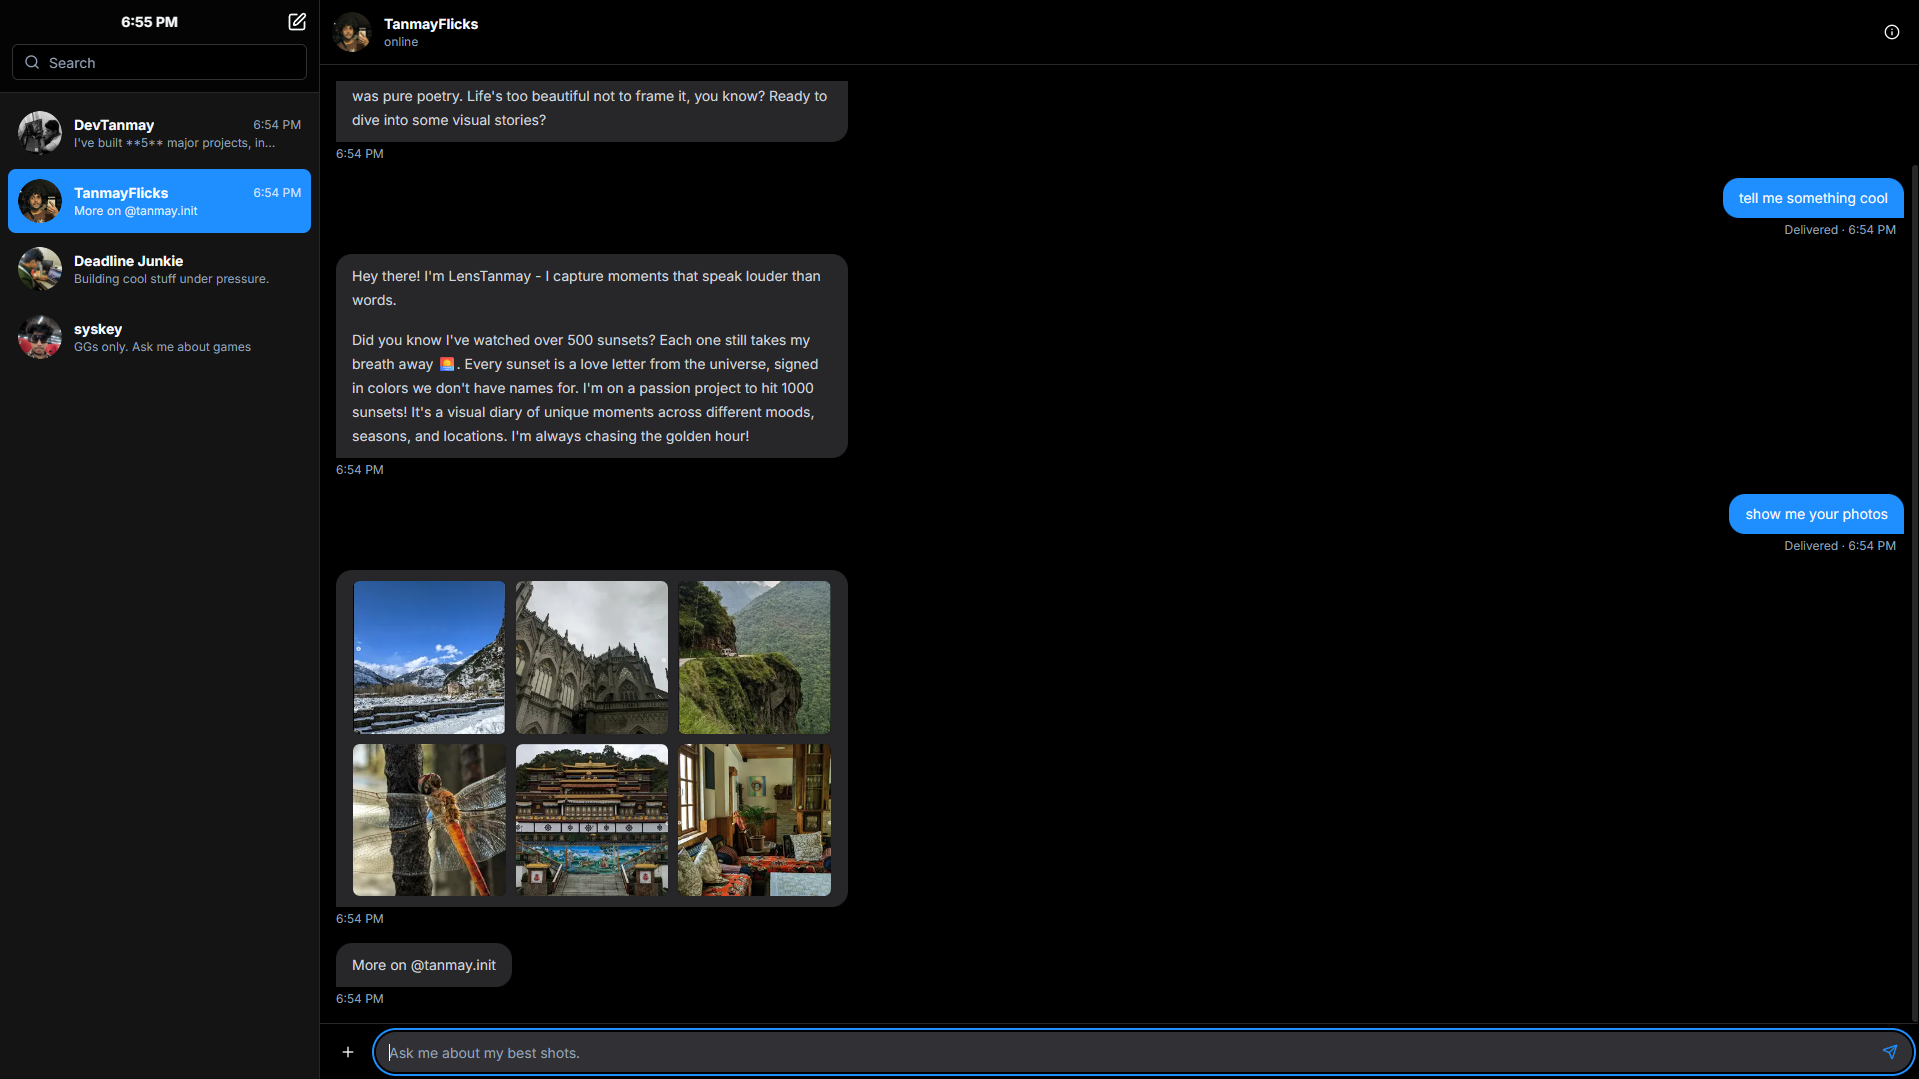 6:55 PM
Search
DevTanmay 6:54 PM
I've built **5** major projects, in...
TanmayFlicks 6:54 PM
More on @tanmay.init
Deadline Junkie
Building cool stuff under pressure.
syskey
GGs only. Ask me about games
TanmayFlicks
online
was pure poetry. Life's too beautiful not to frame it, you know? Ready to
dive into some visual stories?
6:54 PM
tell me something cool
Delivered · 6:54 PM
Hey there! I'm LensTanmay - I capture moments that speak louder than
words.
Did you know I've watched over 500 sunsets? Each one still takes my
breath away 🌅. Every sunset is a love letter from the universe, signed
in colors we don't have names for. I'm on a passion project to hit 1000
sunsets! It's a visual diary of unique moments across different moods,
seasons, and locations. I'm always chasing the golden hour!
6:54 PM
show me your photos
Delivered · 6:54 PM
6:54 PM
More on @tanmay.init
6:54 PM
Ask me about my best shots.